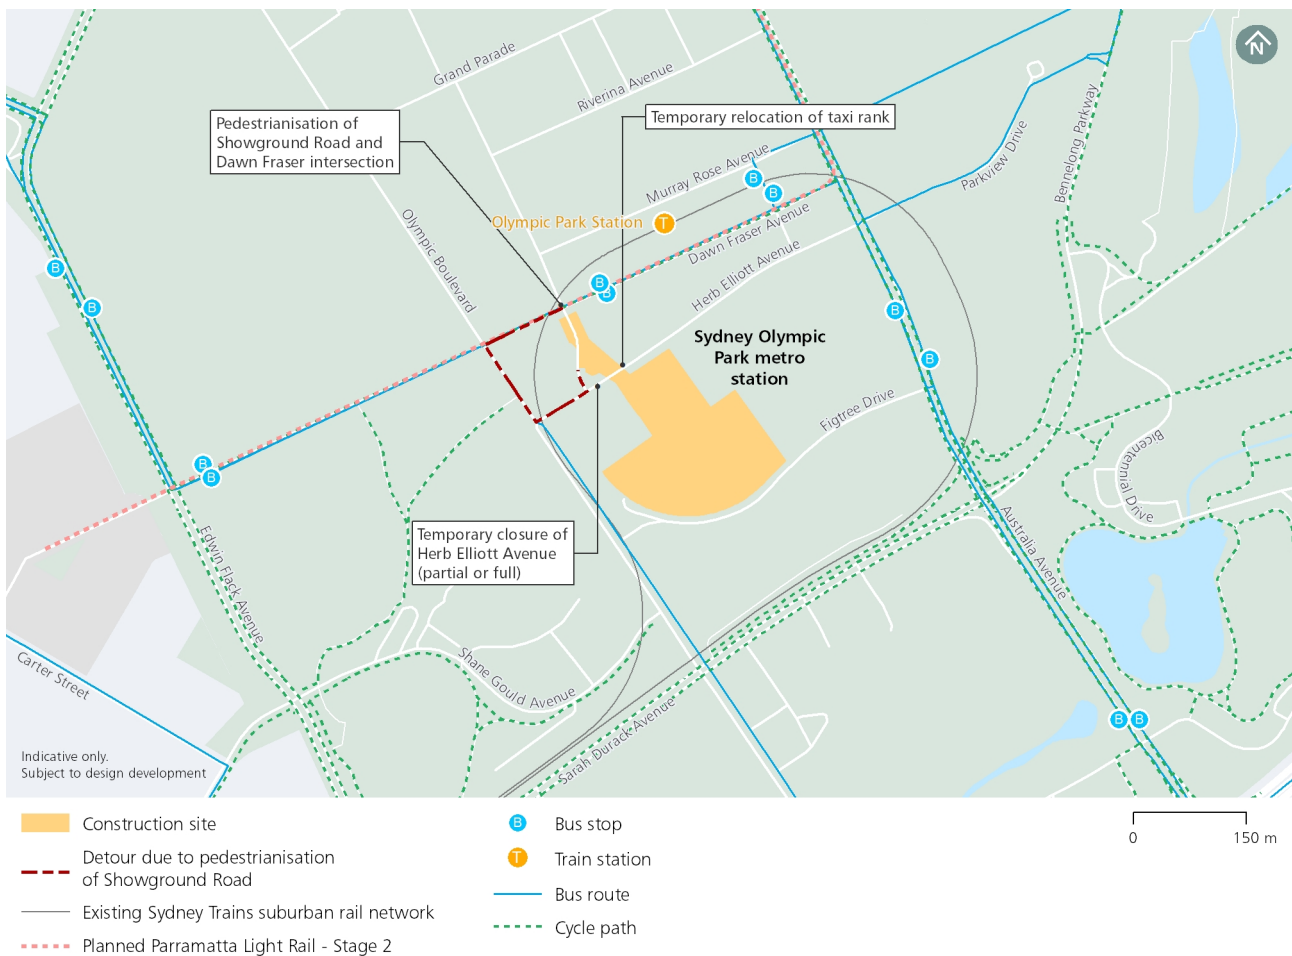 N
Grand Parade
Riverina Avenue
Pedestrianisation of
Showground Road and
Dawn Fraser intersection
Temporary relocation of taxi rank
Murray Rose Avenue
Parkview Drive
Bennelong Parkway
B
B
Olympic Park Station
T
Olympic Boulevard
Dawn Fraser Avenue
Herb Elliott Avenue
B
B
B
B
B
B
Sydney Olympic
Park metro
station
Figtree Drive
B
B
Bicentennial Drive
Temporary closure of
Herb Elliott Avenue
(partial or full)
Edwin Flack Avenue
Australia Avenue
Carter Street
Shane Gould Avenue
Sarah Durack Avenue
B
B
Indicative only.
Subject to design development
Construction site
Detour due to pedestrianisation
of Showground Road
Existing Sydney Trains suburban rail network
Planned Parramatta Light Rail - Stage 2
B
Bus stop
T
Train station
Bus route
Cycle path
0
150 m